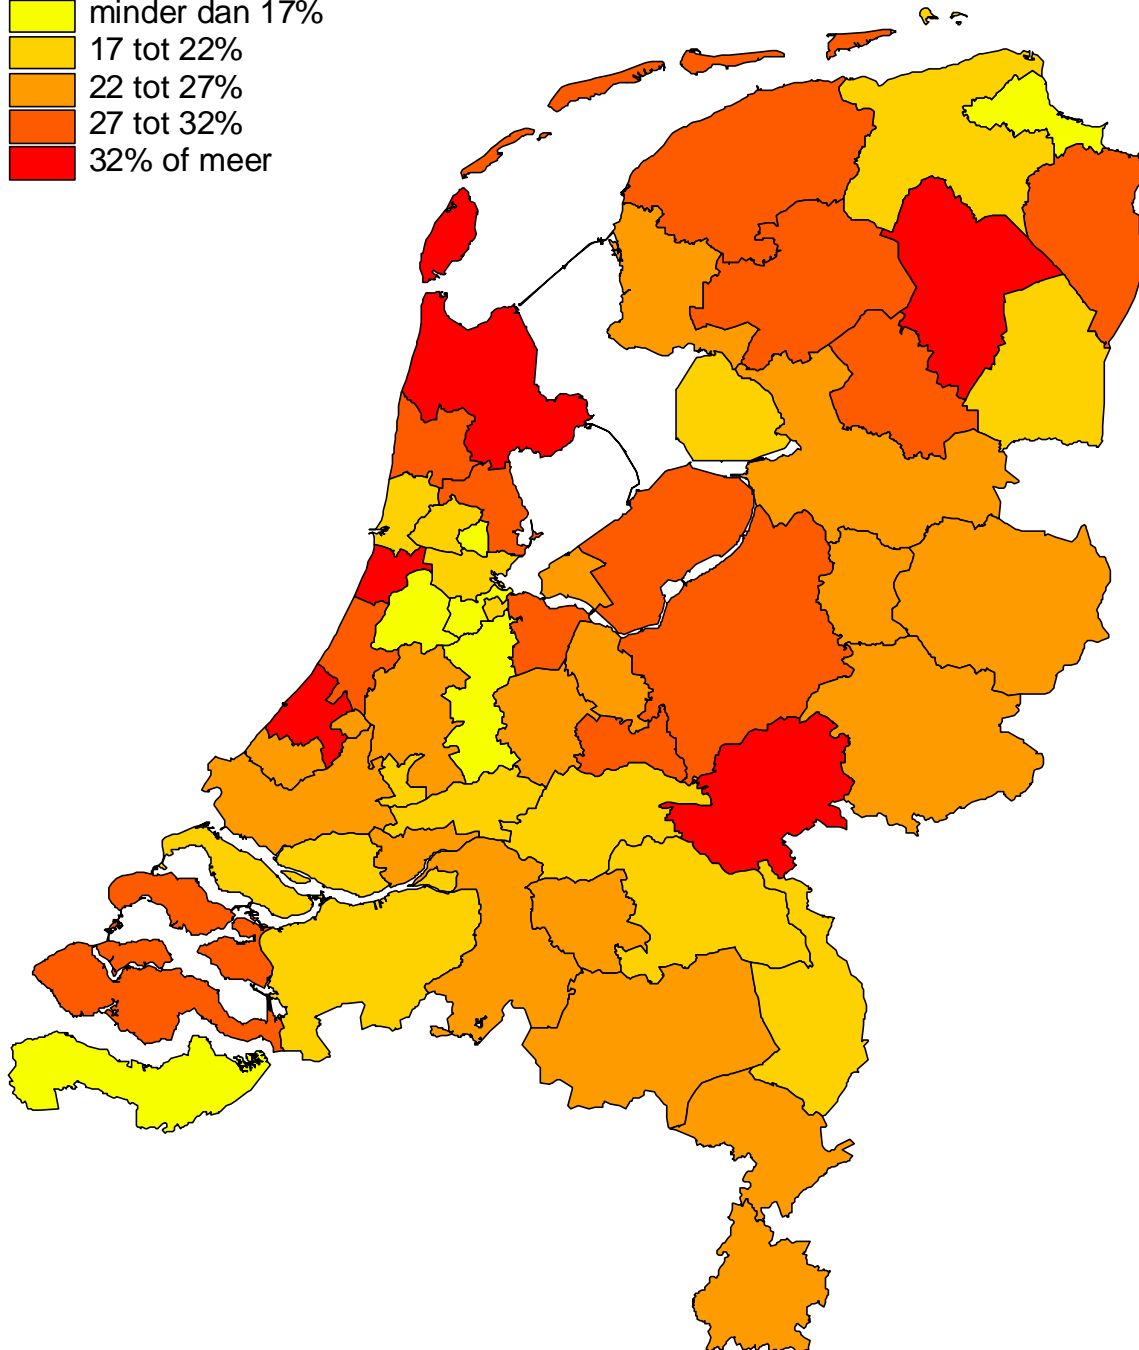 minder dan 17%
17 tot 22%
22 tot 27%
27 tot 32%
32% of meer